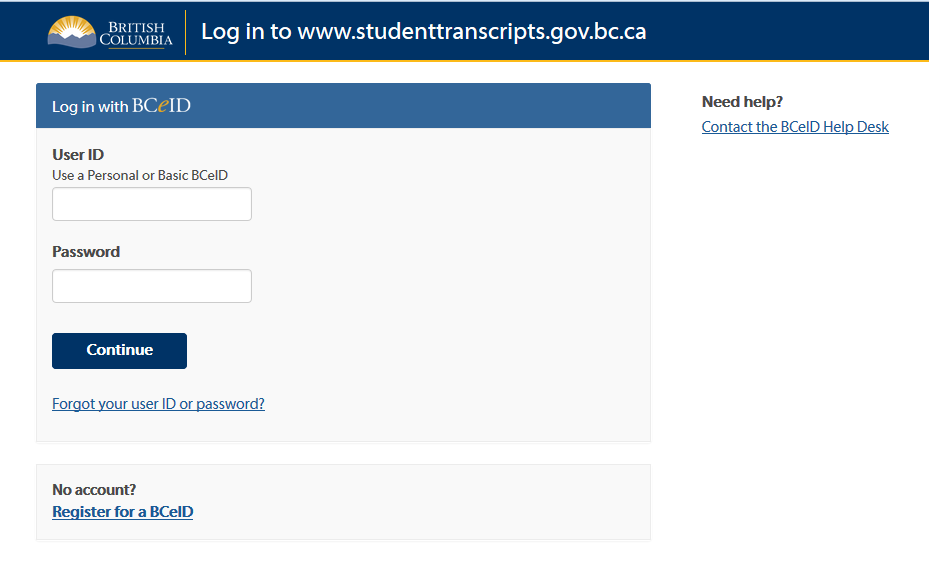 BRITISH
COLUMBIA
Log in to www.studenttranscripts.gov.bc.ca
Log in with BCeID
User ID
Use a Personal or Basic BCeID
Password
Continue
Forgot your user ID or password?
No account?
Register for a BCeID
Need help?
Contact the BCeID Help Desk